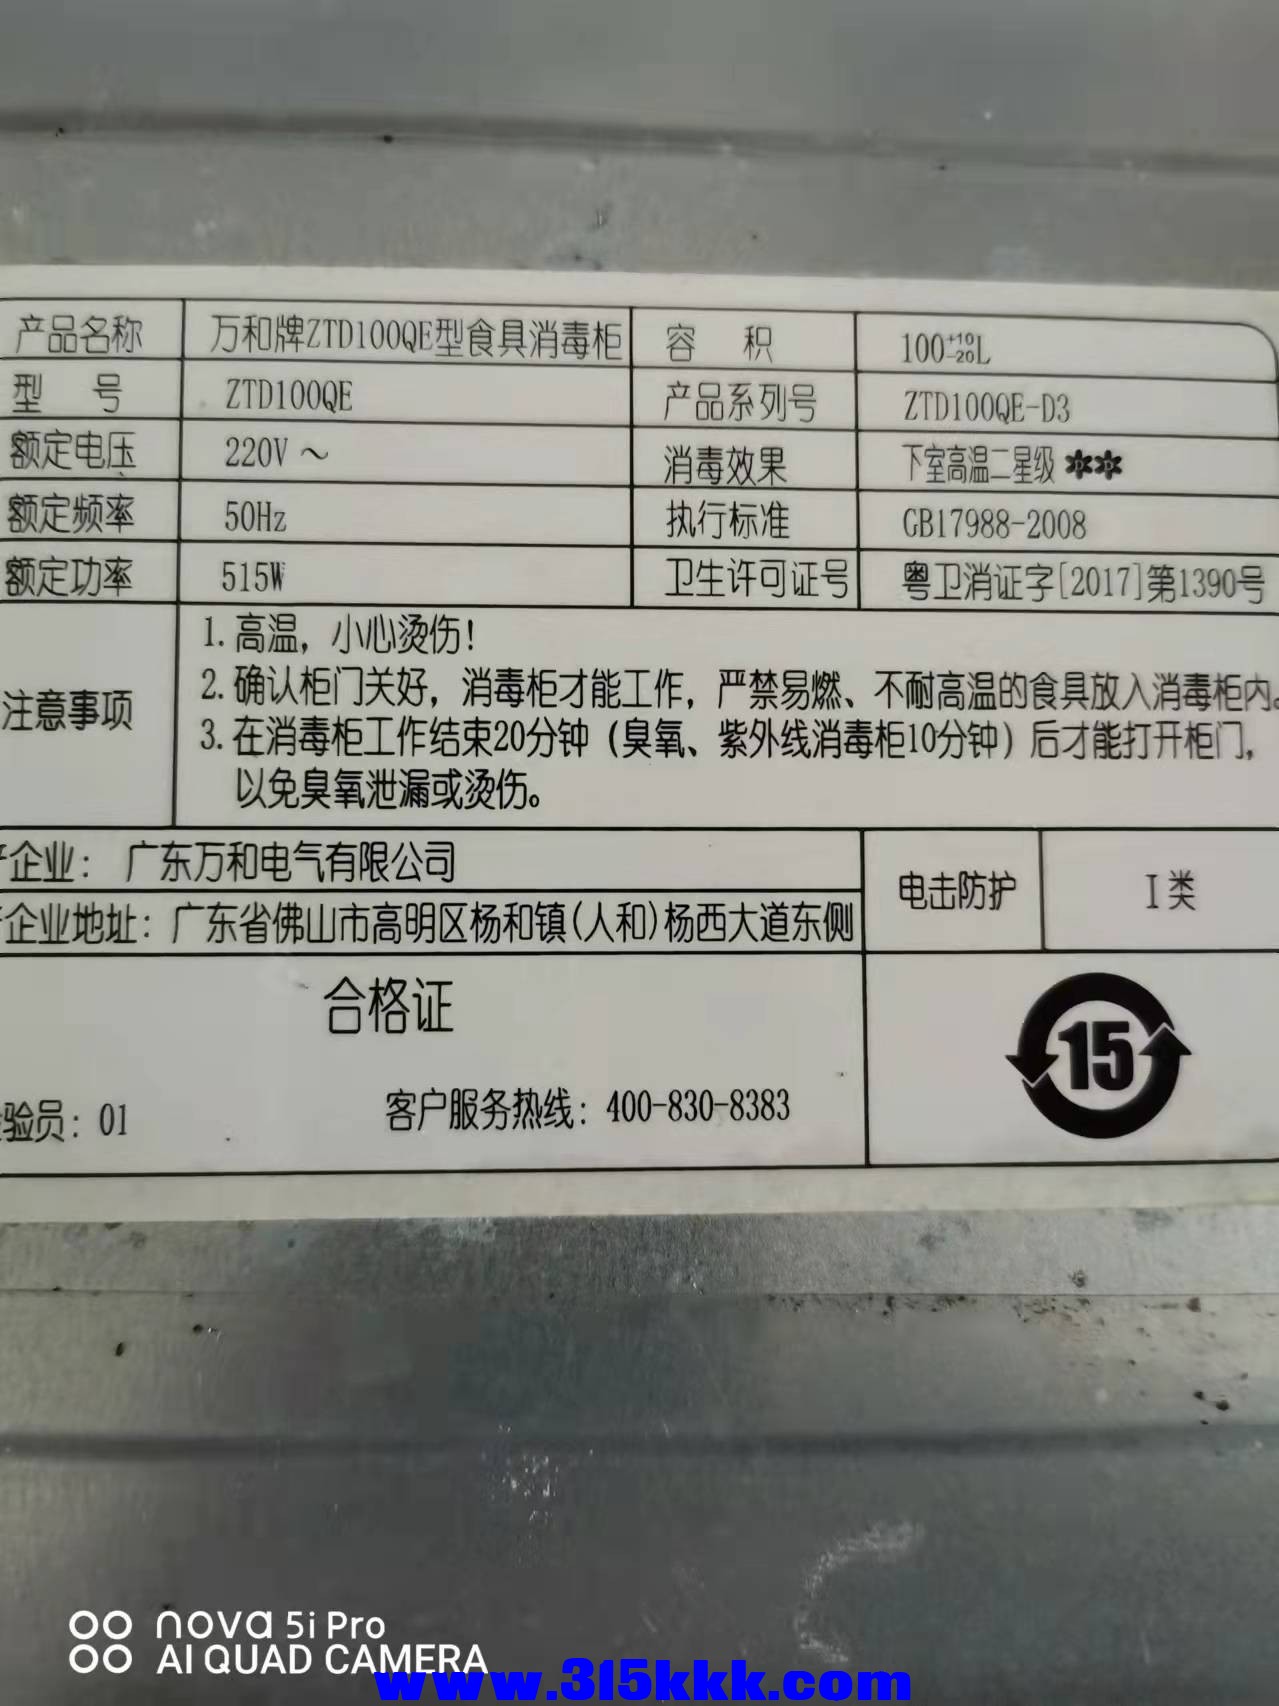 产品名称 万和牌ZTD100QE型食具消毒柜 容 积 100+10-20L
型 号 ZTD100QE 产品系列号 ZTD100QE-D3
额定电压 220V ～ 消毒效果 下室高温二星级 **
额定频率 50Hz 执行标准 GB17988-2008
额定功率 515W 卫生许可证号 粤卫消证字[2017]第1390号
注意事项
1. 高温，小心烫伤！
2. 确认柜门关好，消毒柜才能工作，严禁易燃、不耐高温的食具放入消毒柜内。
3. 在消毒柜工作结束20分钟（臭氧、紫外线消毒柜10分钟）后才能打开柜门，
以免臭氧泄漏或烫伤。
企业：广东万和电气有限公司
电击防护 I类
企业地址：广东省佛山市高明区杨和镇(人和)杨西大道东侧
合格证
15
验员：01 客户服务热线：400-830-8383
nova 5i Pro
AI QUAD CAMERA
www.315kkk.com